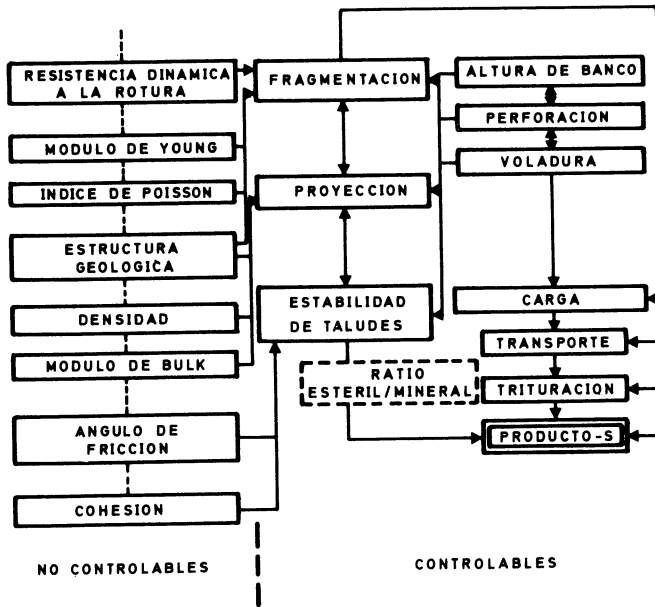 RESISTENCIA DINAMICA
A LA ROTURA
MODULO DE YOUNG
INDICE DE POISSON
ESTRUCTURA
GEOLOGICA
DENSIDAD
MODULO DE BULK
ANGULO DE
FRICCION
COHESION
NO CONTROLABLES
FRAGMENTACION
PROYECCION
ESTABILIDAD
DE TALUDES
RATIO
ESTERIL/MINERAL
ALTURA DE BANCO
PERFORACION
VOLADURA
CARGA
TRANSPORTE
TRITURACION
PRODUCTO-S
CONTROLABLES